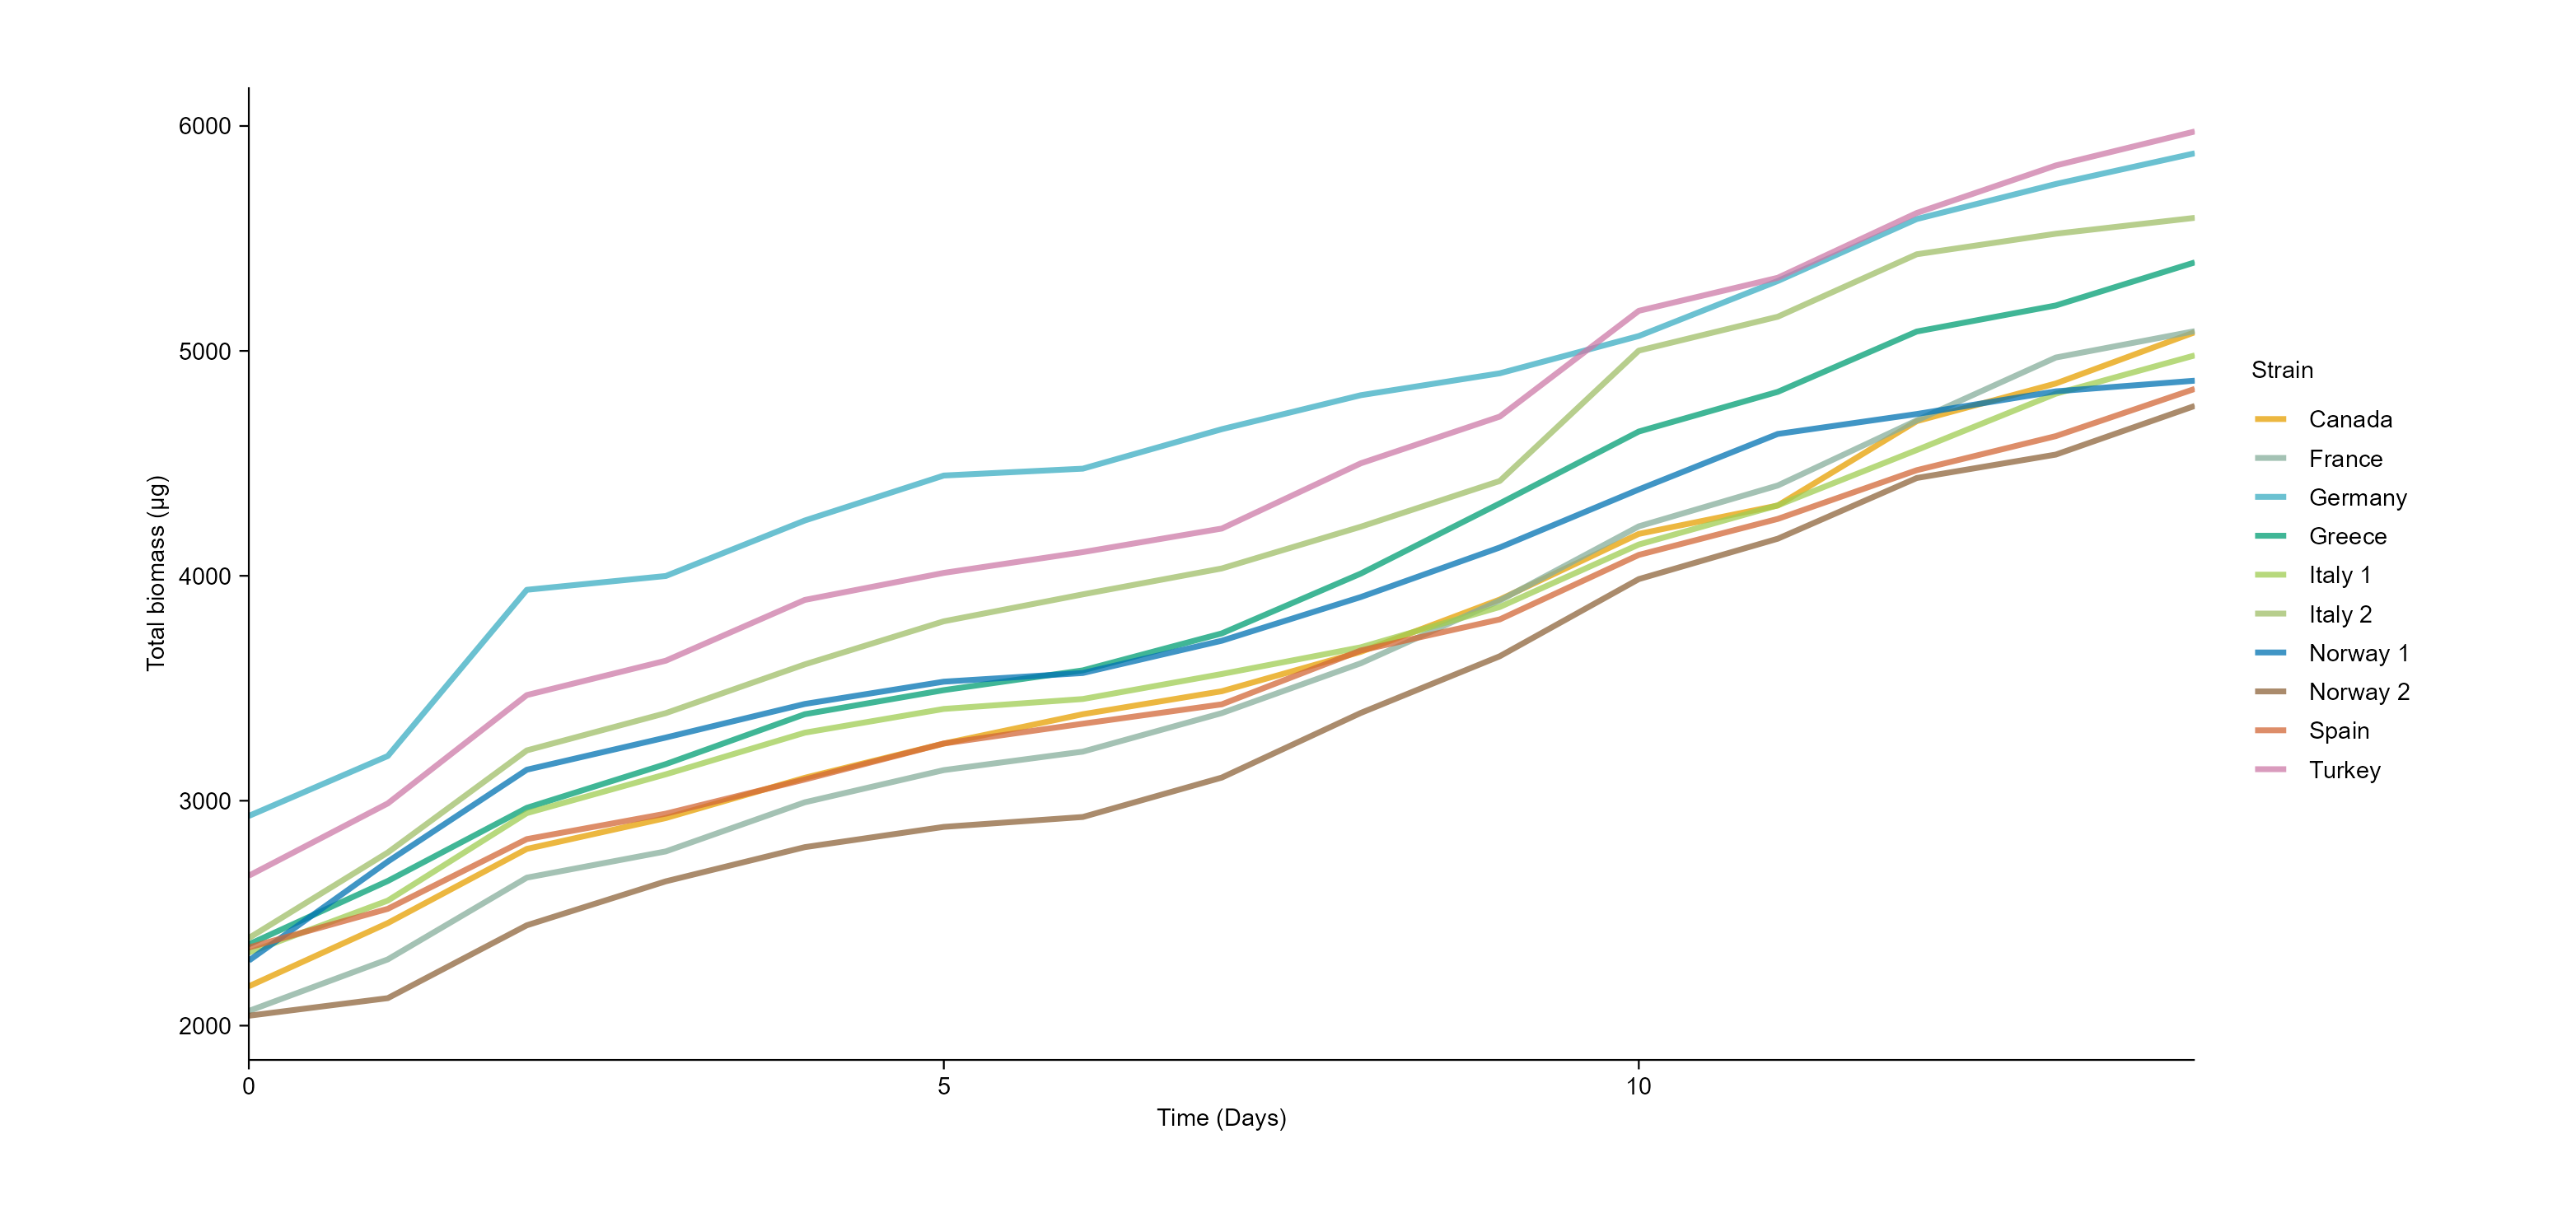 6000
5000
4000
3000
2000
Total biomass (µg)
0 5 10
Time (Days)
Strain
Canada
France
Germany
Greece
Italy 1
Italy 2
Norway 1
Norway 2
Spain
Turkey